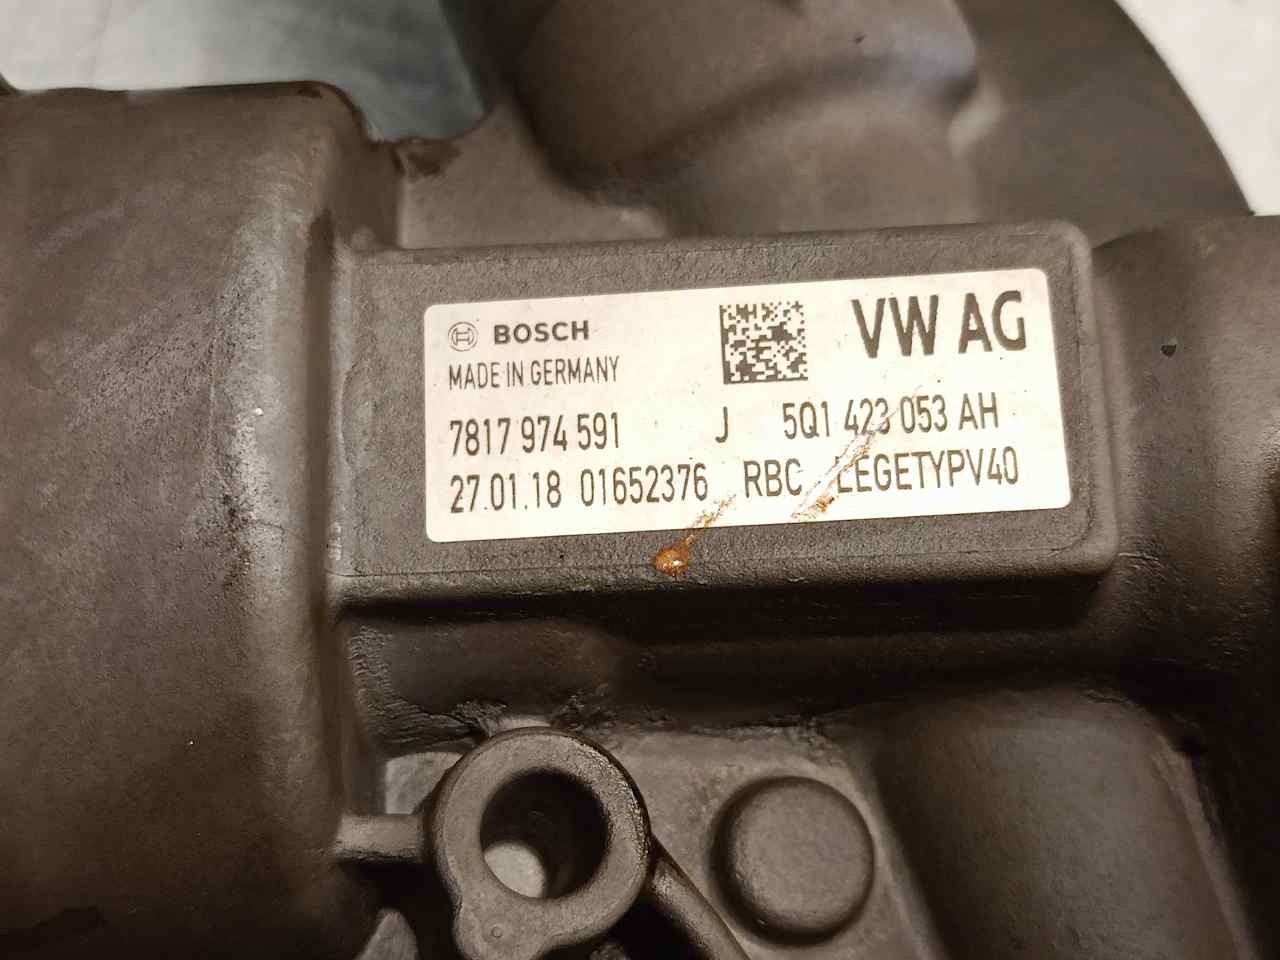 BOSCH
MADE IN GERMANY
VW AG
7817 974 591 J 5Q1 423 053 AH
27.01.18 01652376 RBC LEGETYPV40